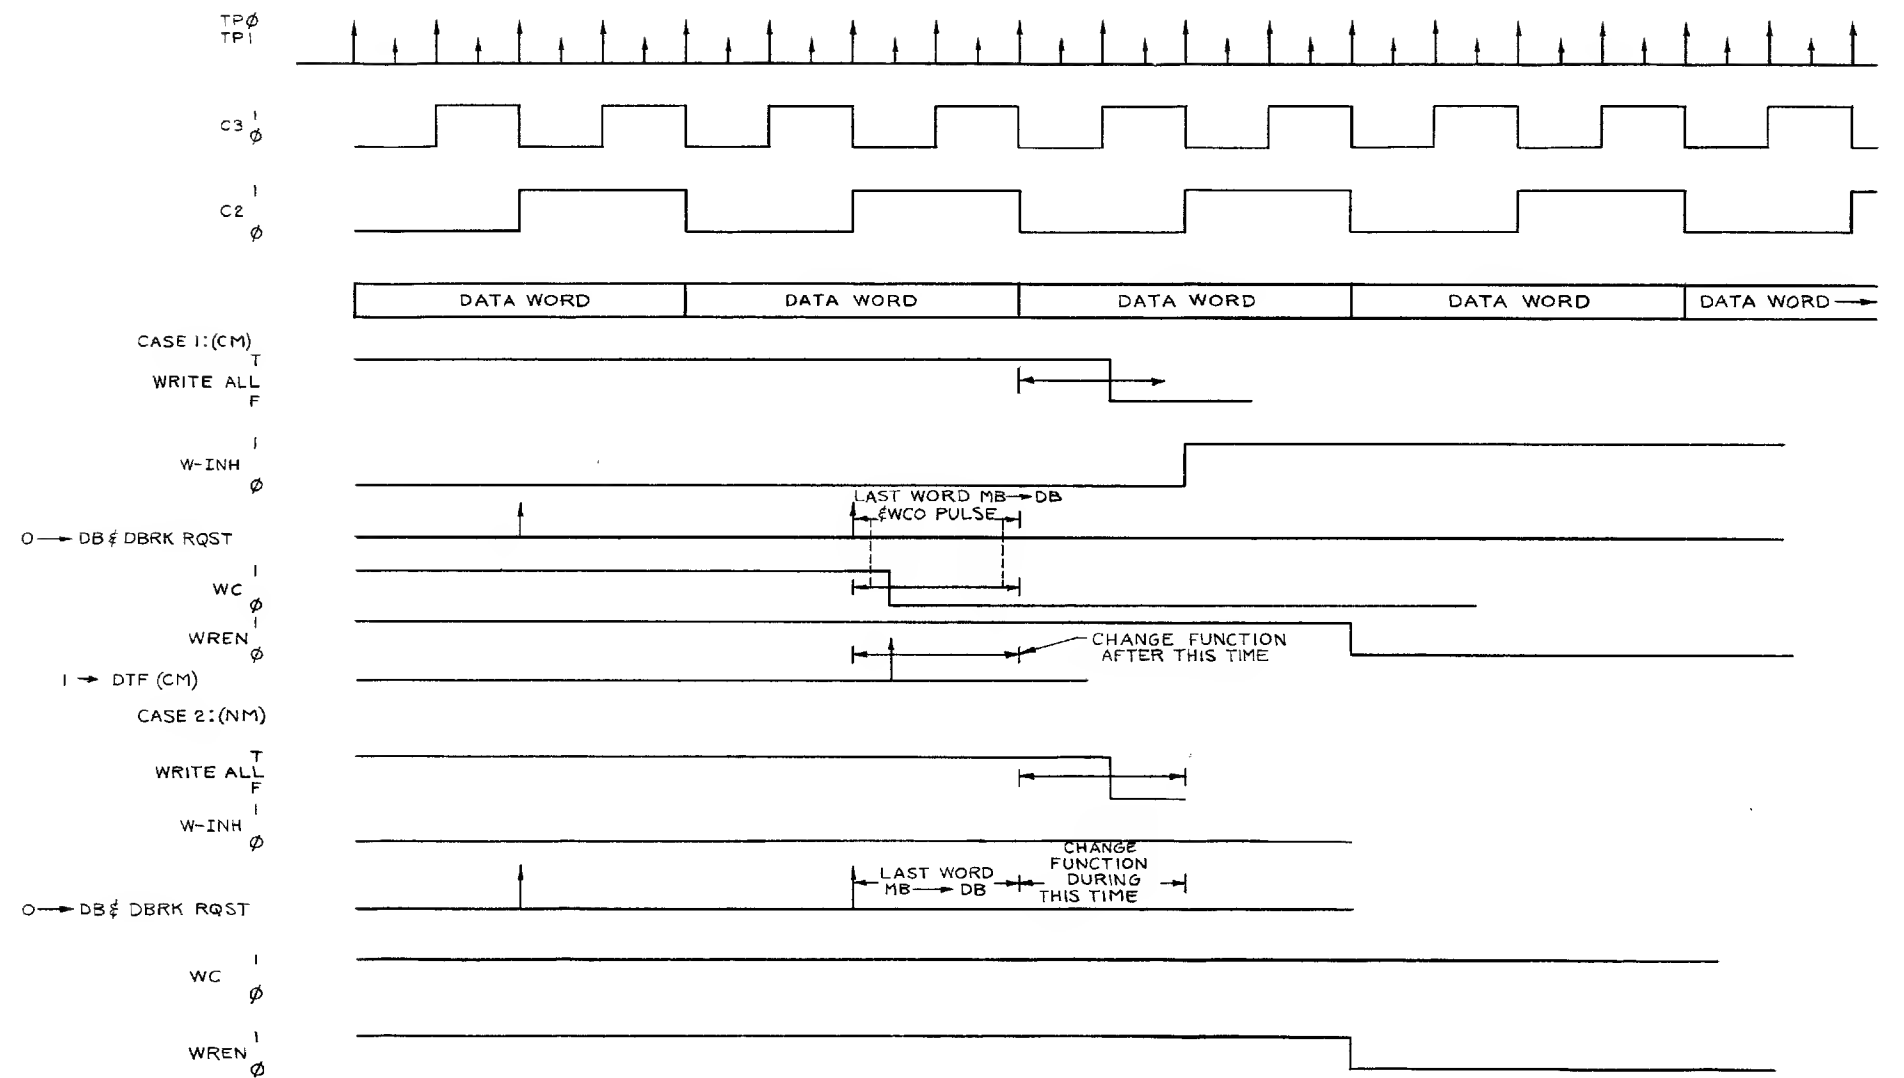 TPØ
TP1
C3 1
Ø
1
C2
Ø
DATA WORD DATA WORD DATA WORD DATA WORD DATA WORD
CASE 1:(CM)
T
WRITE ALL
F
1
W-INH
Ø
LAST WORD MB→DB
&WCO PULSE
0→DB & DBRK RQST
1
WC
Ø
1
WREN
Ø
CHANGE FUNCTION
AFTER THIS TIME
1 → DTF (CM)
CASE 2:(NM)
T
WRITE ALL
F
1
W-INH
Ø
CHANGE
FUNCTION
DURING
THIS TIME
LAST WORD
MB→DB
0→DB & DBRK RQST
1
WC
Ø
1
WREN
Ø